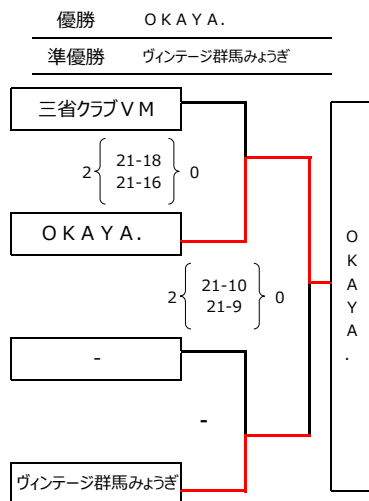 優勝 ＯＫＡＹＡ．
準優勝 ヴィンテージ群馬みょうぎ
三省クラブＶＭ
2 21-18 0
21-16
ＯＫＡＹＡ．
2 21-10 0
21-9
-
-
ヴィンテージ群馬みょうぎ
ＯＫＡＹＡ．